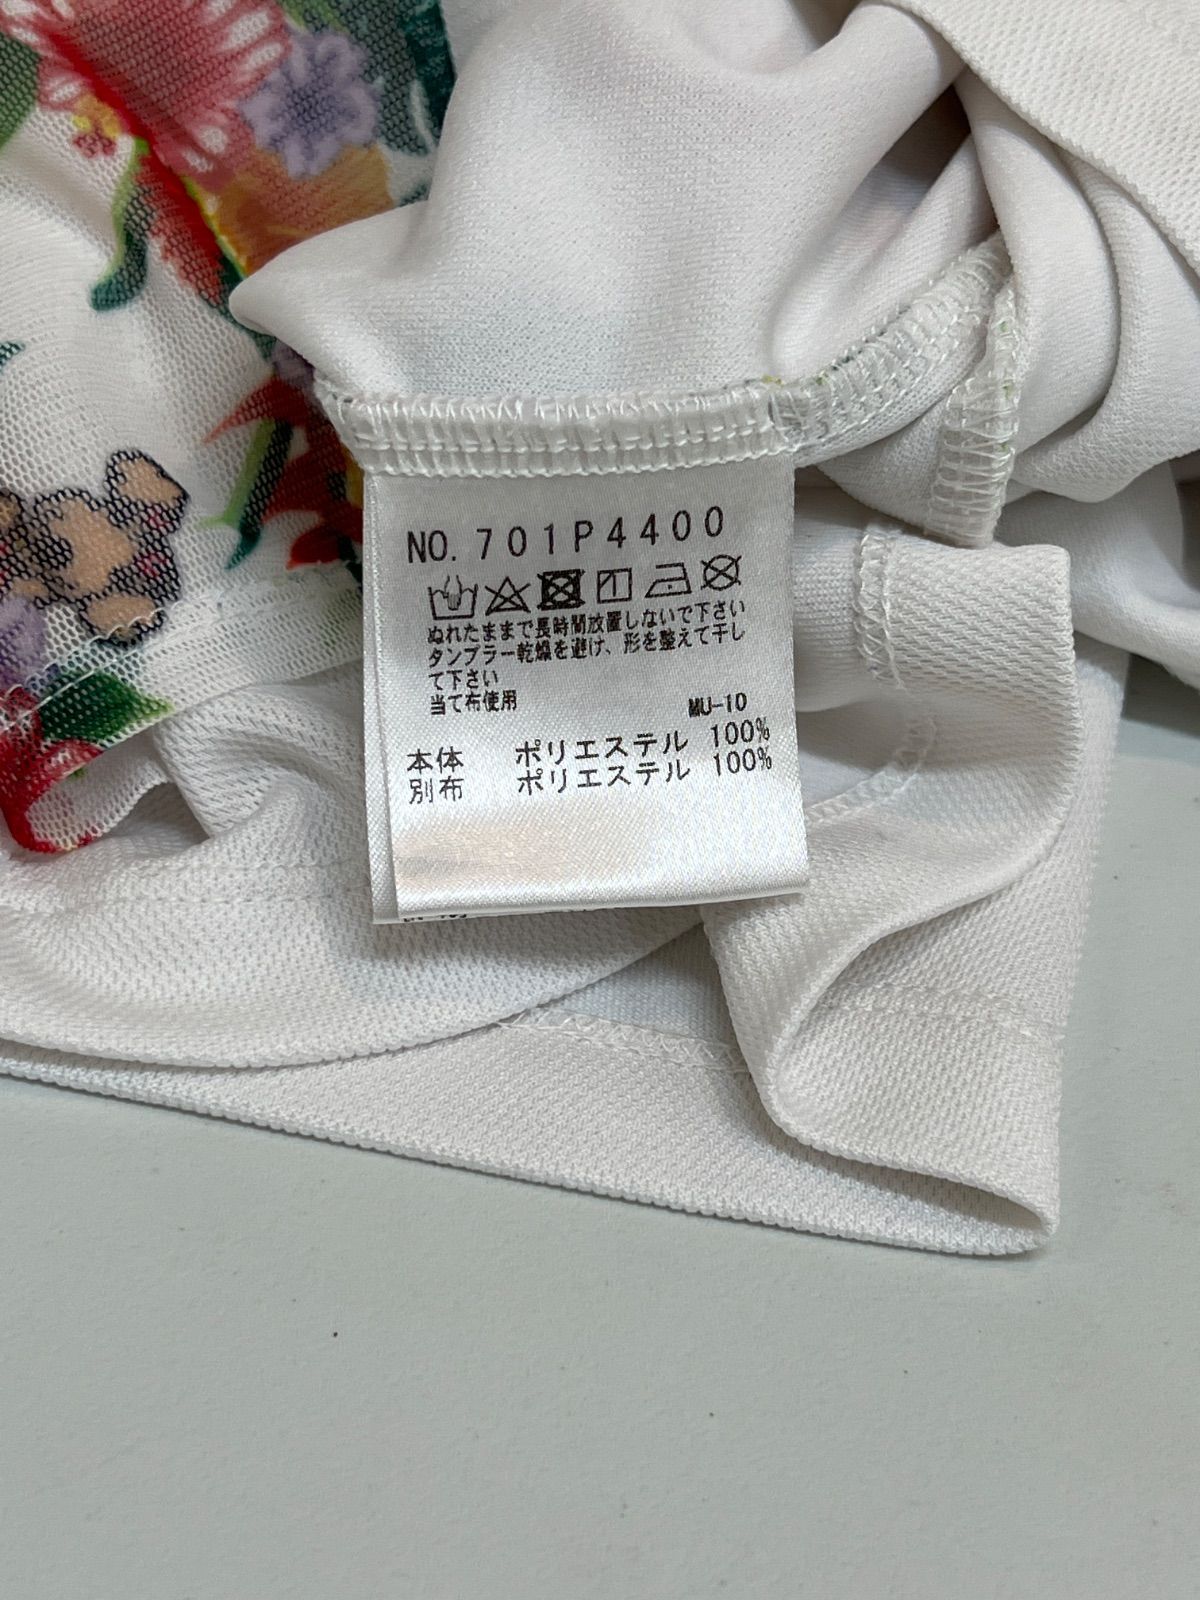 NO. 701P4400
ぬれたままで長時間放置しないで下さい
タンブラー乾燥を避け、形を整えて干し
て下さい
当て布使用
MU-10
本体 ポリエステル 100%
別布 ポリエステル 100%